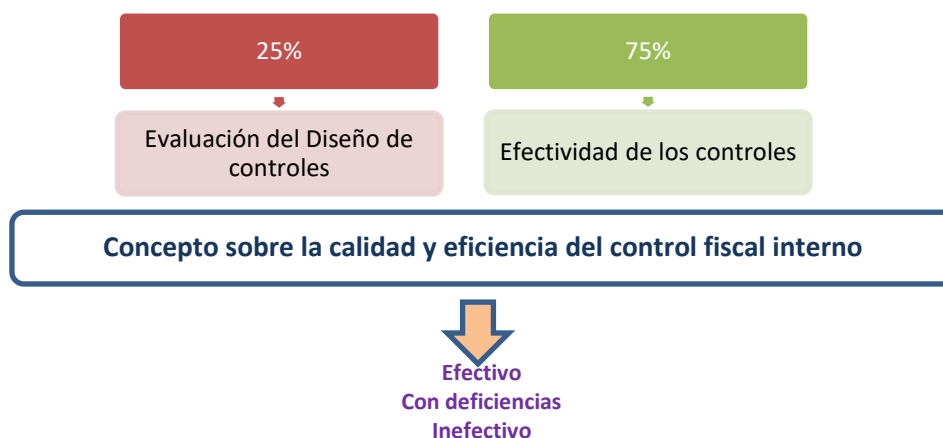 25%
75%
Evaluación del Diseño de
controles
Efectividad de los controles
Concepto sobre la calidad y eficiencia del control fiscal interno
Efectivo
Con deficiencias
Inefectivo